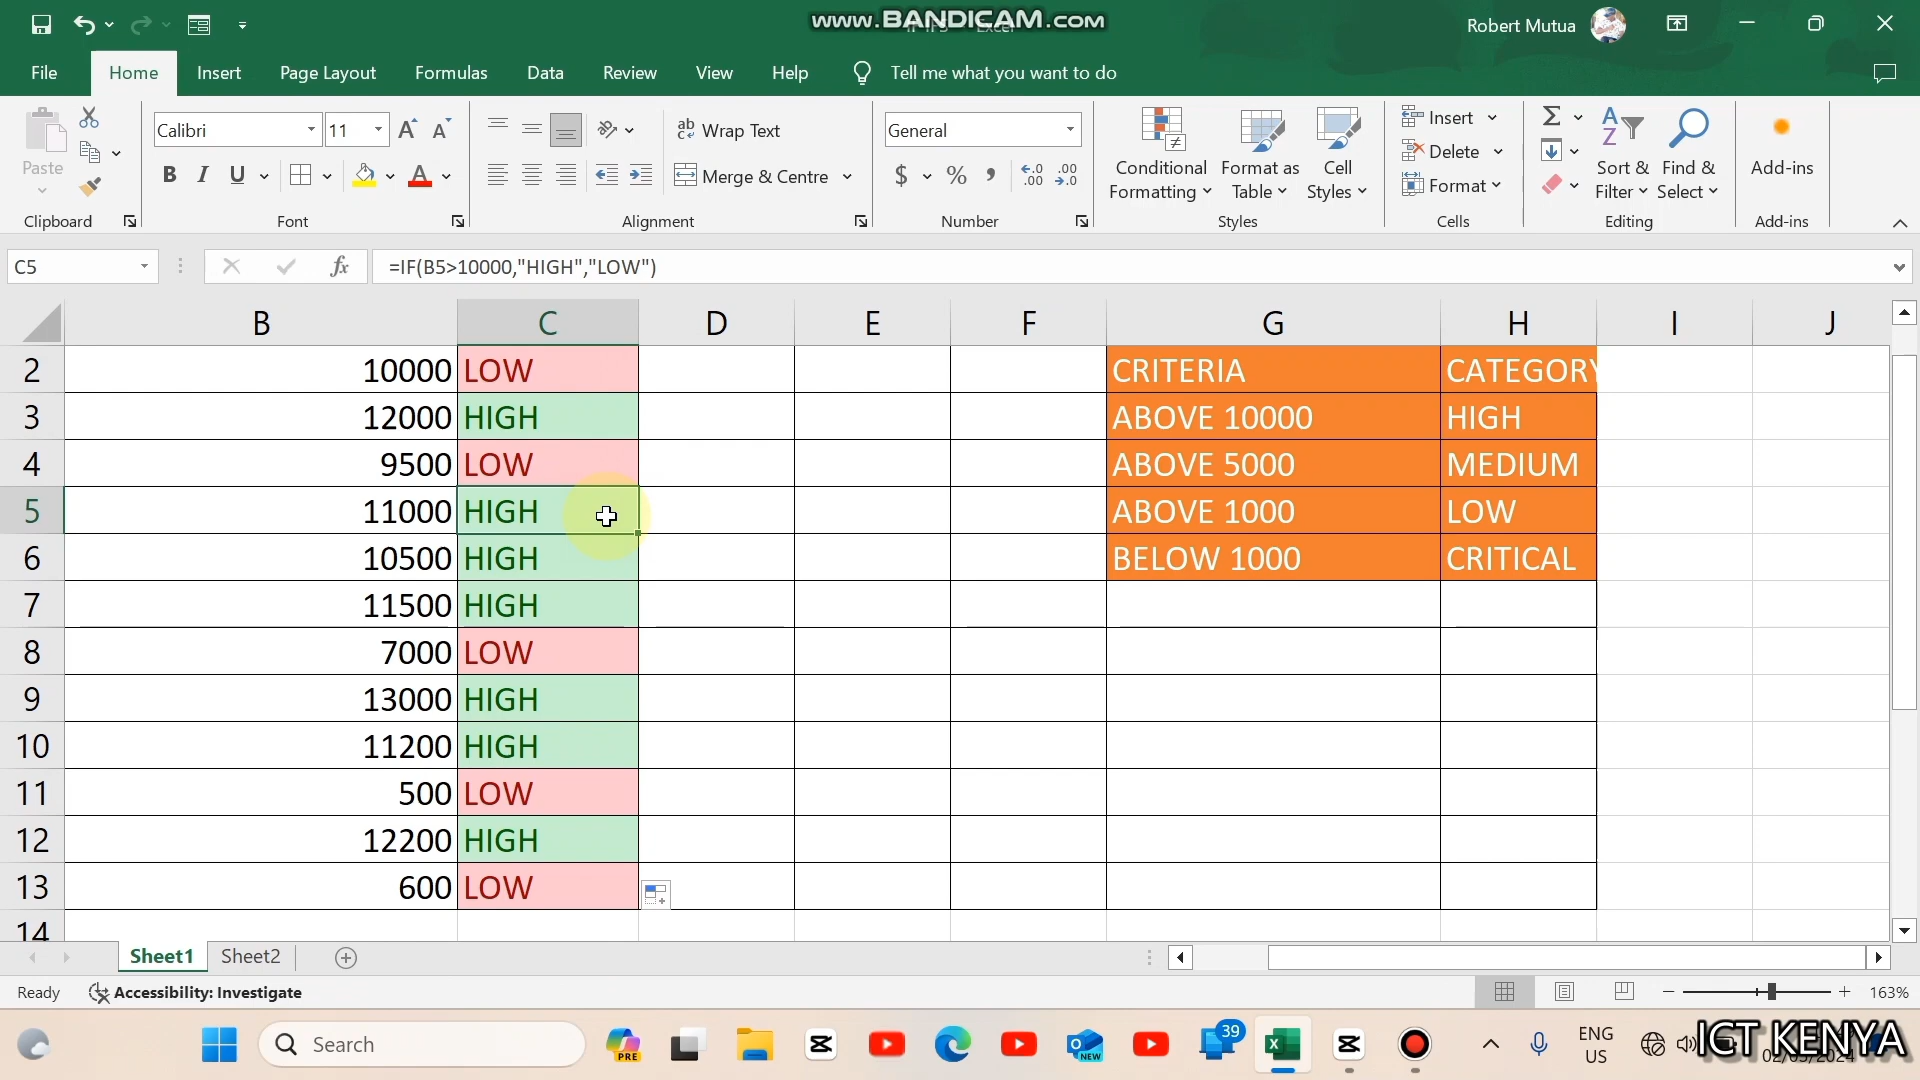 www.BANDICAM.com
Robert Mutua
File Home Insert Page Layout Formulas Data Review View Help Tell me what you want to do
Paste
Clipboard
Calibri 11
B I U
Font
Wrap Text
Merge & Centre
Alignment
General
$ % ,
Number
Conditional Formatting
Format as Table
Cell Styles
Styles
Insert
Delete
Format
Cells
Sort & Filter
Find & Select
Editing
Add-ins
Add-ins
C5 fx =IF(B5>10000,"HIGH","LOW")
B C D E F G H I J
2 10000 LOW CRITERIA CATEGORY
3 12000 HIGH ABOVE 10000 HIGH
4 9500 LOW ABOVE 5000 MEDIUM
5 11000 HIGH ABOVE 1000 LOW
6 10500 HIGH BELOW 1000 CRITICAL
7 11500 HIGH
8 7000 LOW
9 13000 HIGH
10 11200 HIGH
11 500 LOW
12 12200 HIGH
13 600 LOW
14
Sheet1 Sheet2
Ready Accessibility: Investigate 163%
Search PRE NEW 39 ENG US
ICT KENYA